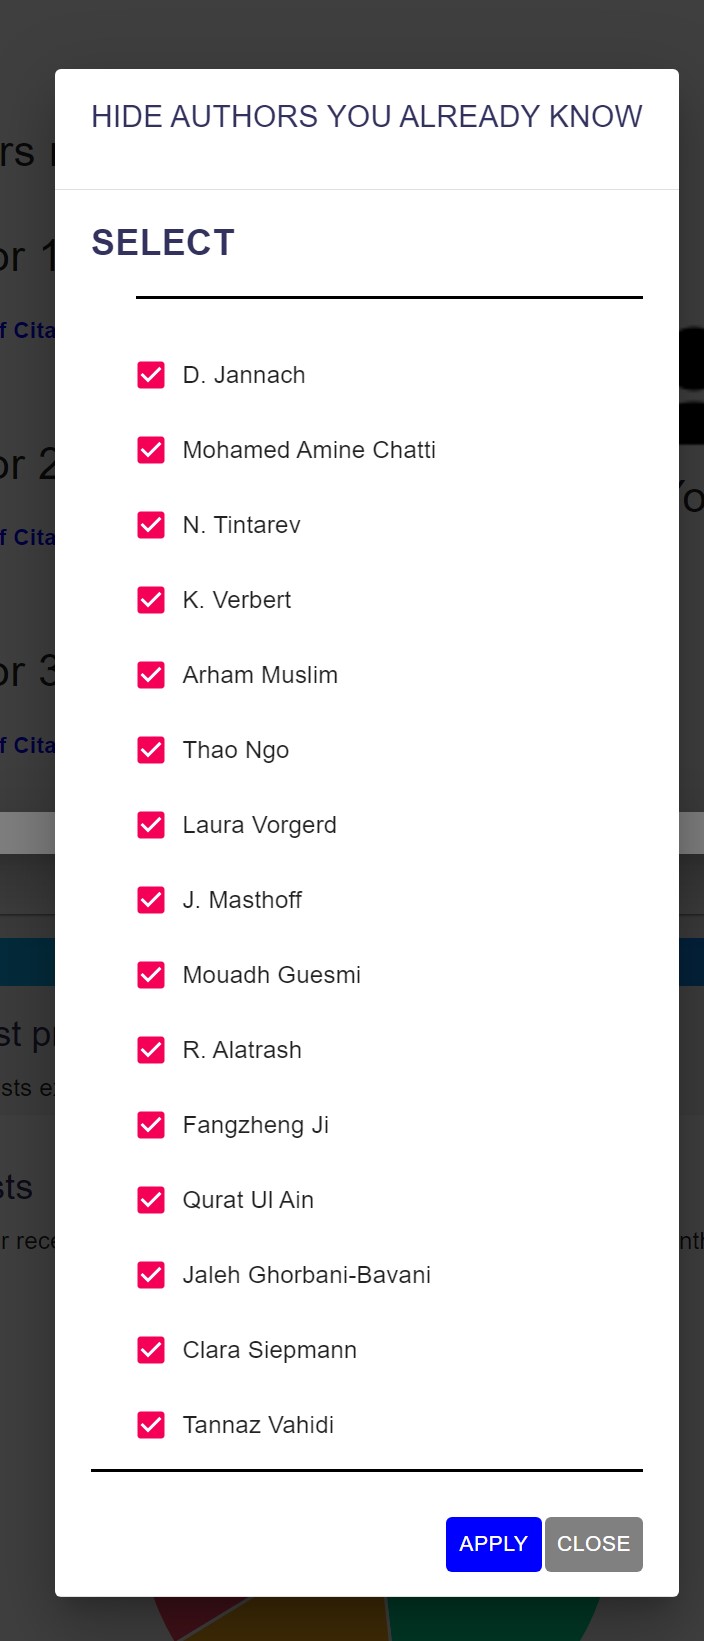 HIDE AUTHORS YOU ALREADY KNOW
SELECT
D. Jannach
Mohamed Amine Chatti
N. Tintarev
K. Verbert
Arham Muslim
Thao Ngo
Laura Vorgerd
J. Masthoff
Mouadh Guesmi
R. Alatrash
Fangzheng Ji
Qurat Ul Ain
Jaleh Ghorbani-Bavani
Clara Siepmann
Tannaz Vahidi
APPLY CLOSE